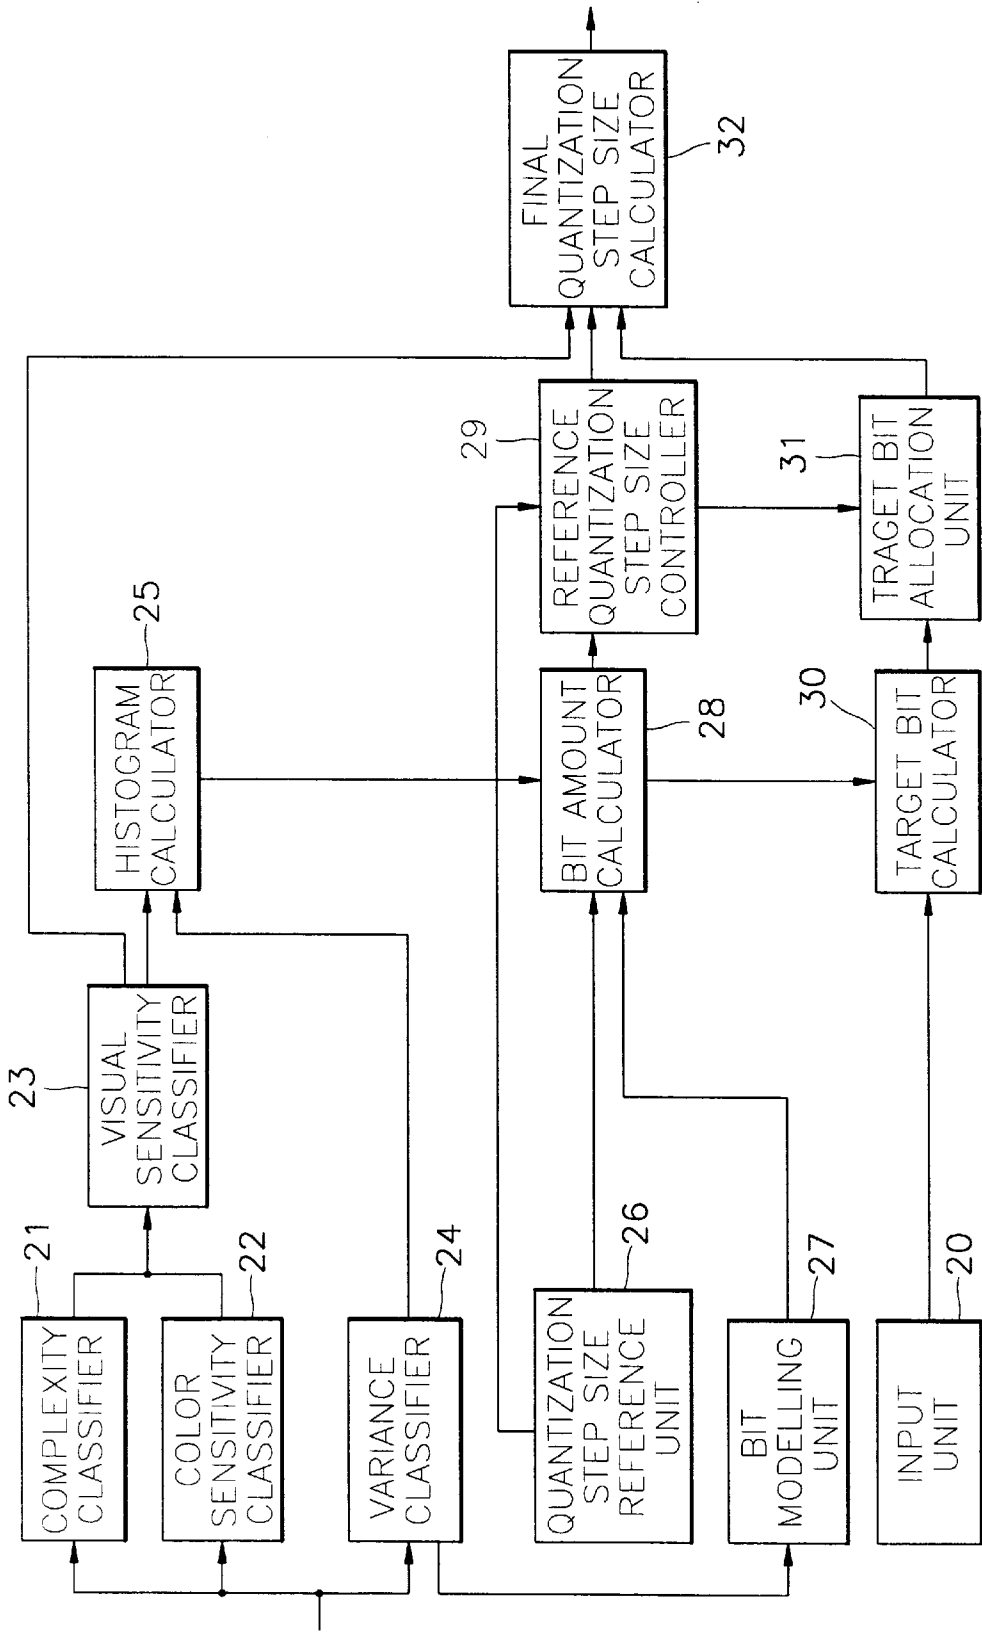 COMPLEXITY
CLASSIFIER
21
COLOR
SENSITIVITY
CLASSIFIER
22
VISUAL
SENSITIVITY
CLASSIFIER
23
VARIANCE
CLASSIFIER
24
HISTOGRAM
CALCULATOR
25
QUANTIZATION
STEP SIZE
REFERENCE
UNIT
26
BIT
MODELLING
UNIT
27
BIT AMOUNT
CALCULATOR
28
REFERENCE
QUANTIZATION
STEP SIZE
CONTROLLER
29
INPUT
UNIT
20
TARGET BIT
CALCULATOR
30
TRAGET BIT
ALLOCATION
UNIT
31
FINAL
QUANTIZATION
STEP SIZE
CALCULATOR
32